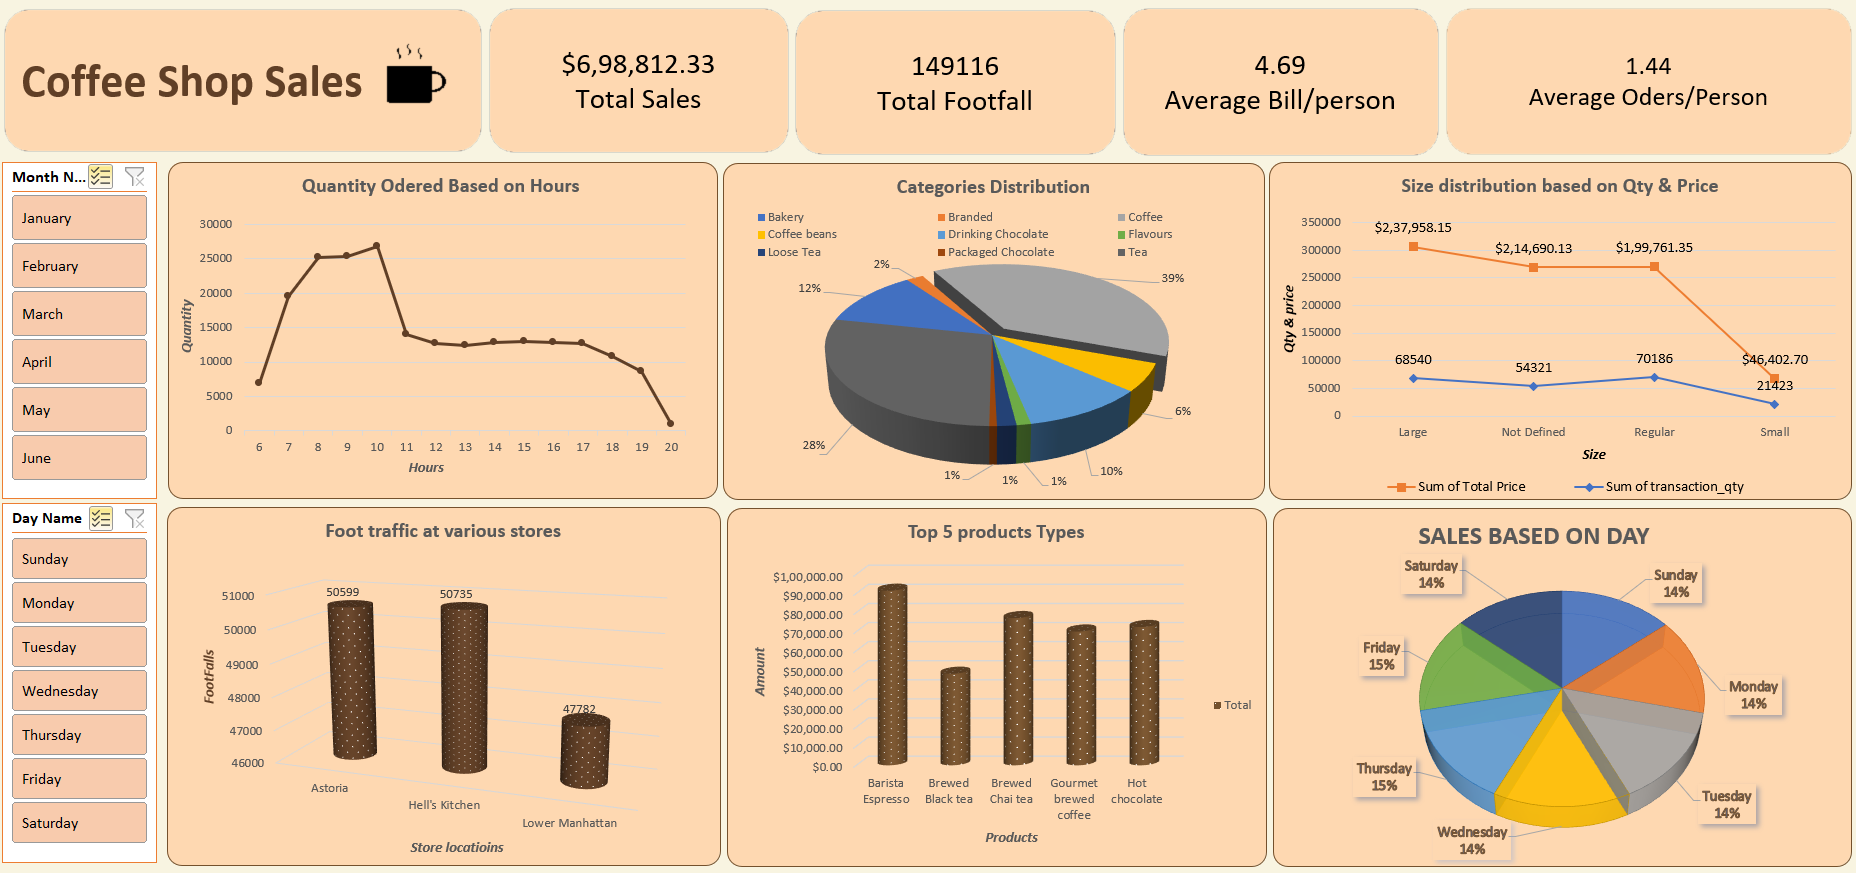 Coffee Shop Sales
$6,98,812.33
Total Sales
149116
Total Footfall
4.69
Average Bill/person
1.44
Average Oders/Person
Month N...
January
February
March
April
May
June
Day Name
Sunday
Monday
Tuesday
Wednesday
Thursday
Friday
Saturday
Quantity Odered Based on Hours
30000
25000
20000
15000
10000
5000
0
Quantity
6 7 8 9 10 11 12 13 14 15 16 17 18 19 20
Hours
Categories Distribution
Bakery Branded Coffee
Coffee beans Drinking Chocolate Flavours
Loose Tea Packaged Chocolate Tea
2%
39%
12%
6%
28%
10%
1%
1%
1%
Size distribution based on Qty & Price
350000
300000
250000
200000
150000
100000
50000
0
Qty & price
$2,37,958.15
$2,14,690.13
$1,99,761.35
$46,402.70
68540
54321
70186
21423
Large Not Defined Regular Small
Size
Sum of Total Price Sum of transaction_qty
Foot traffic at various stores
51000
50000
49000
48000
47000
46000
FootFalls
50599
50735
47782
Astoria
Hell's Kitchen
Lower Manhattan
Store locatioins
Top 5 products Types
$1,00,000.00
$90,000.00
$80,000.00
$70,000.00
$60,000.00
$50,000.00
$40,000.00
$30,000.00
$20,000.00
$10,000.00
$0.00
Amount
Barista
Espresso
Brewed
Black tea
Brewed
Chai tea
Gourmet
brewed
coffee
Hot
chocolate
Products
Total
SALES BASED ON DAY
Saturday
14%
Sunday
14%
Friday
15%
Monday
14%
Thursday
15%
Tuesday
14%
Wednesday
14%